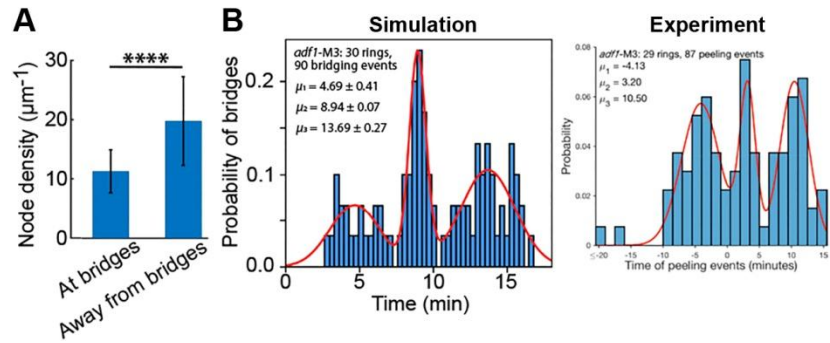 A
Node density (µm⁻¹)
30
20
10
0
****
At bridges
Away from bridges
B
Simulation
Probability of bridges
0.2
0.1
0.0
adf1-M3: 30 rings,
90 bridging events
µ₁ = 4.69 ± 0.41
µ₂ = 8.94 ± 0.07
µ₃ = 13.69 ± 0.27
0
5
10
15
Time (min)
Experiment
Probability
0.08
0.06
0.04
0.02
0
adf1-M3: 29 rings, 87 peeling events
µ₁ = -4.13
µ₂ = 3.20
µ₃ = 10.50
≤-20
-15
-10
-5
0
5
10
15
Time of peeling events (minutes)